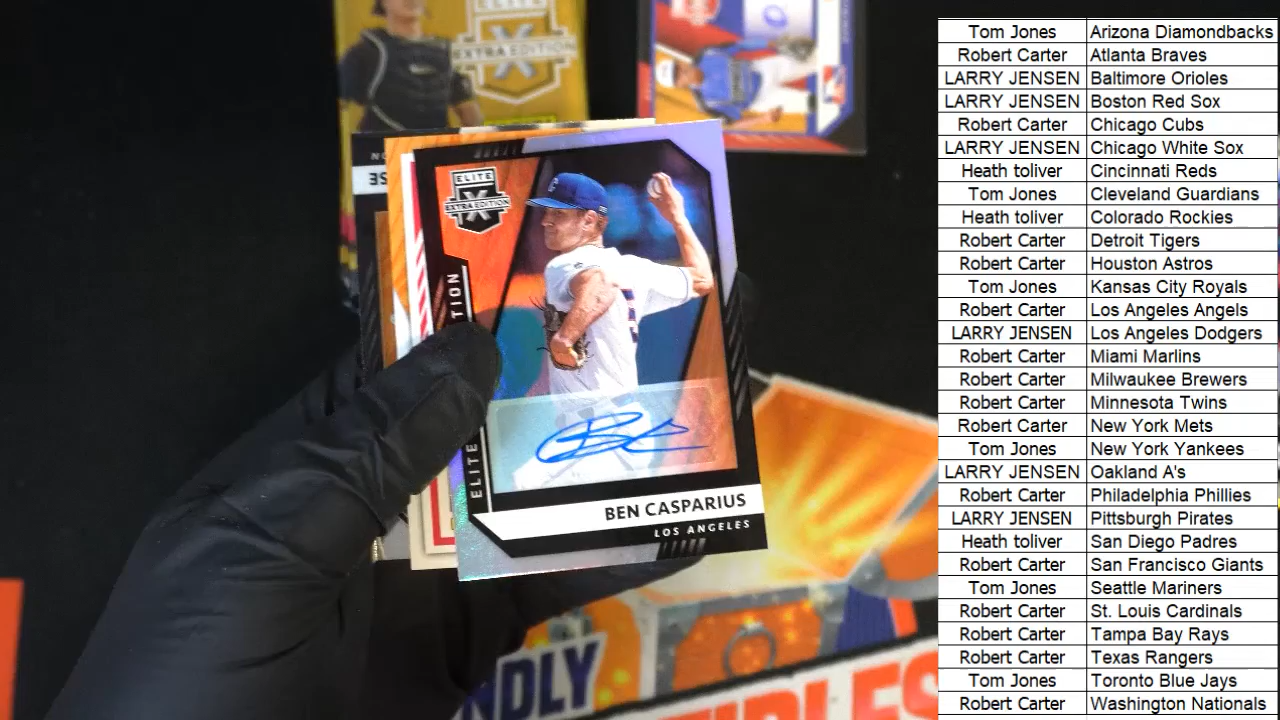 ELITE
EXTRA EDITION
X
ELITE
X
EXTRA EDITION
BEN CASPARIUS
LOS ANGELES
ELITE
NDLY
Tom Jones Arizona Diamondbacks
Robert Carter Atlanta Braves
LARRY JENSEN Baltimore Orioles
LARRY JENSEN Boston Red Sox
Robert Carter Chicago Cubs
LARRY JENSEN Chicago White Sox
Heath toliver Cincinnati Reds
Tom Jones Cleveland Guardians
Heath toliver Colorado Rockies
Robert Carter Detroit Tigers
Robert Carter Houston Astros
Tom Jones Kansas City Royals
Robert Carter Los Angeles Angels
LARRY JENSEN Los Angeles Dodgers
Robert Carter Miami Marlins
Robert Carter Milwaukee Brewers
Robert Carter Minnesota Twins
Robert Carter New York Mets
Tom Jones New York Yankees
LARRY JENSEN Oakland A's
Robert Carter Philadelphia Phillies
LARRY JENSEN Pittsburgh Pirates
Heath toliver San Diego Padres
Robert Carter San Francisco Giants
Tom Jones Seattle Mariners
Robert Carter St. Louis Cardinals
Robert Carter Tampa Bay Rays
Robert Carter Texas Rangers
Tom Jones Toronto Blue Jays
Robert Carter Washington Nationals